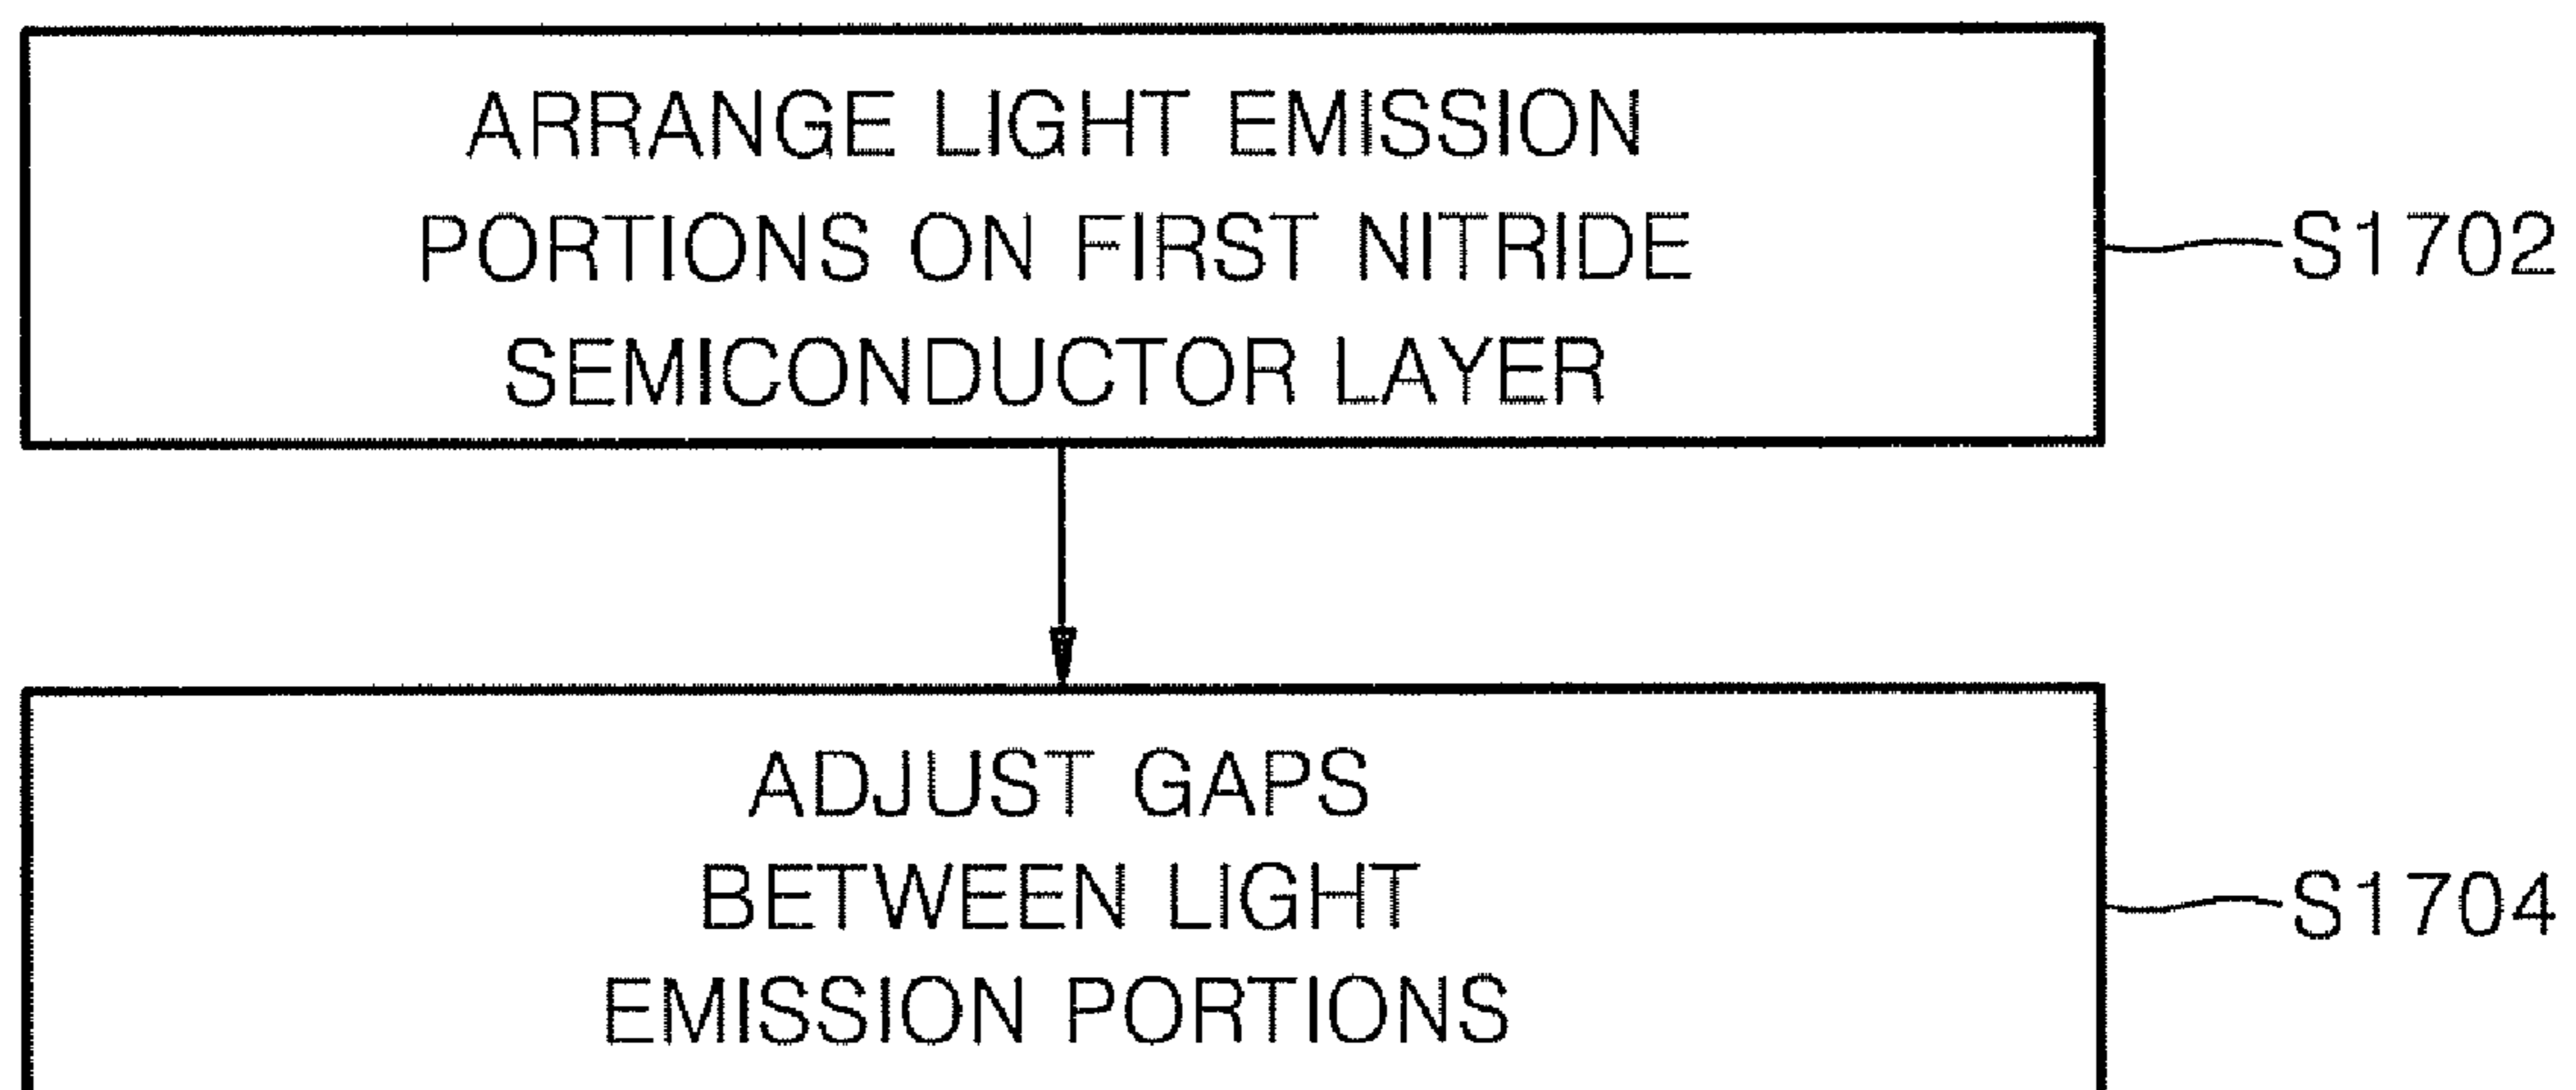 ARRANGE LIGHT EMISSION
PORTIONS ON FIRST NITRIDE
SEMICONDUCTOR LAYER
S1702
ADJUST GAPS
BETWEEN LIGHT
EMISSION PORTIONS
S1704